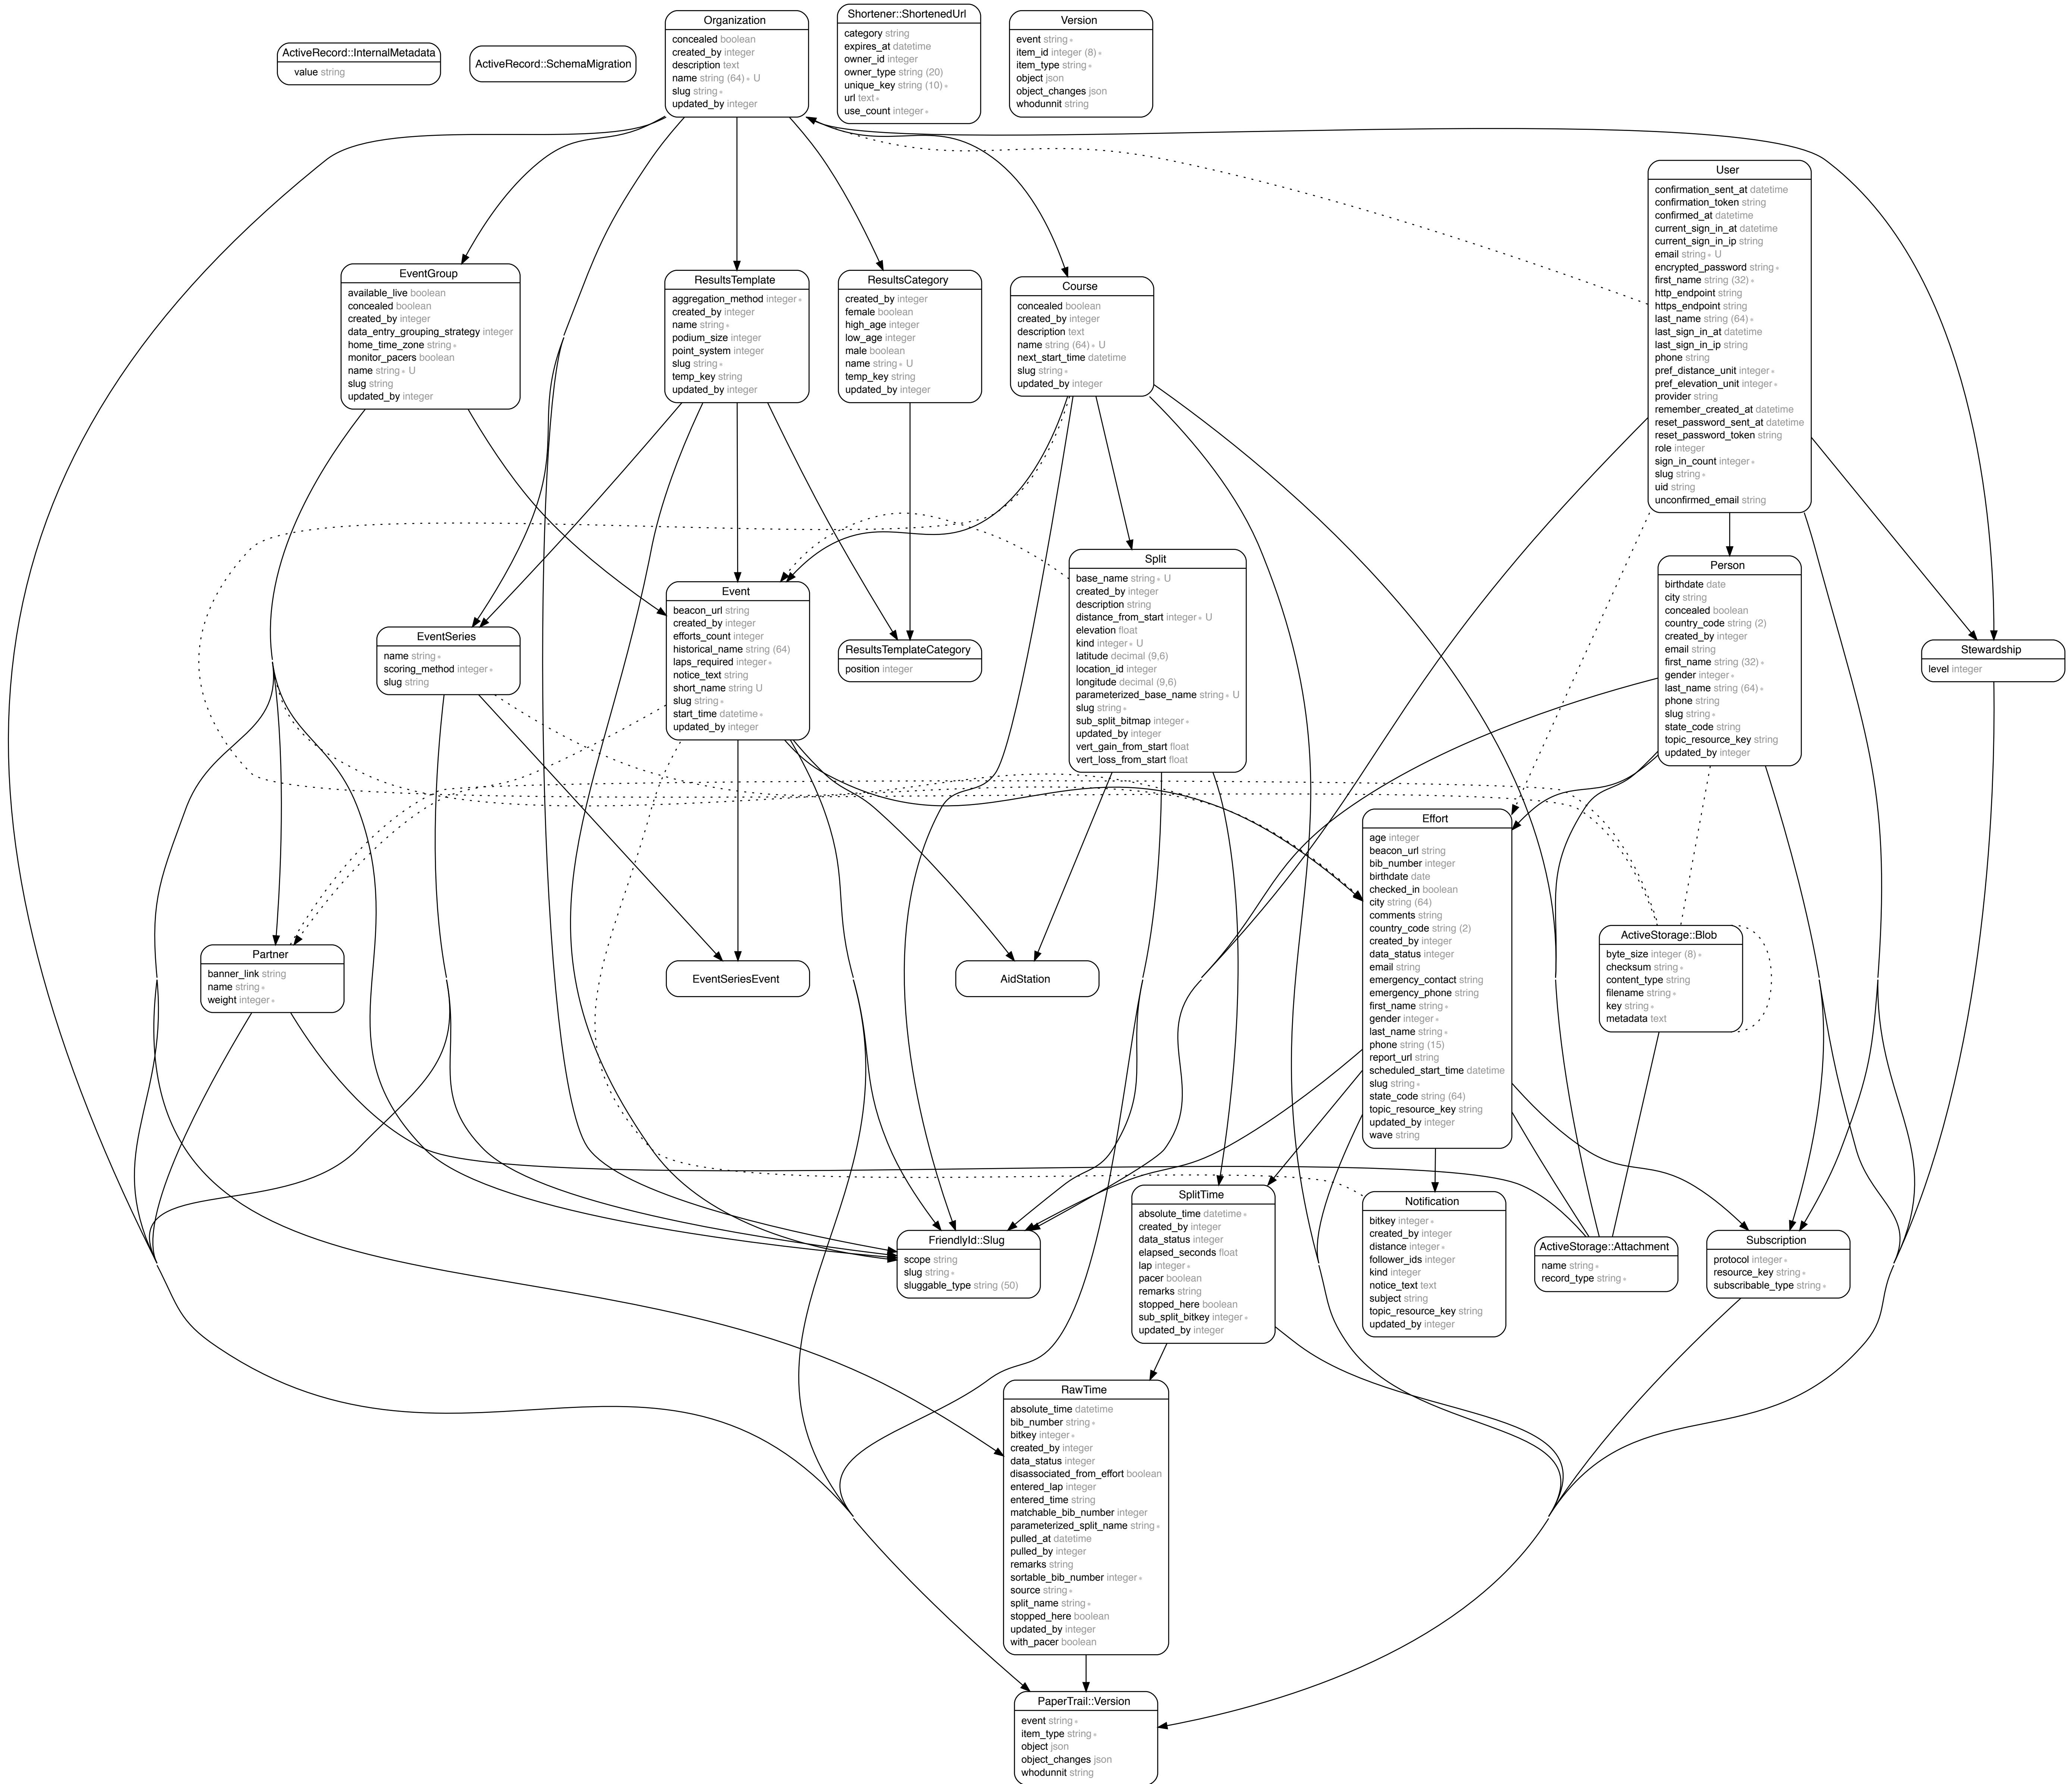 Organization
concealed boolean
created_by integer
description text
name string (64) ∗ U
slug string ∗
updated_by integer
Shortener::ShortenedUrl
category string
expires_at datetime
owner_id integer
owner_type string (20)
unique_key string (10) ∗
url text ∗
use_count integer ∗
Version
event string ∗
item_id integer (8) ∗
item_type string ∗
object json
object_changes json
whodunnit string
ActiveRecord::InternalMetadata
value string
ActiveRecord::SchemaMigration
User
confirmation_sent_at datetime
confirmation_token string
confirmed_at datetime
current_sign_in_at datetime
current_sign_in_ip string
email string ∗ U
encrypted_password string ∗
first_name string (32) ∗
http_endpoint string
https_endpoint string
last_name string (64) ∗
last_sign_in_at datetime
last_sign_in_ip string
phone string
pref_distance_unit integer ∗
pref_elevation_unit integer ∗
provider string
remember_created_at datetime
reset_password_sent_at datetime
reset_password_token string
role integer
sign_in_count integer ∗
slug string ∗
uid string
unconfirmed_email string
EventGroup
available_live boolean
concealed boolean
created_by integer
data_entry_grouping_strategy integer
home_time_zone string ∗
monitor_pacers boolean
name string ∗ U
slug string
updated_by integer
ResultsTemplate
aggregation_method integer ∗
created_by integer
name string ∗
podium_size integer
point_system integer
slug string ∗
temp_key string
updated_by integer
ResultsCategory
created_by integer
female boolean
high_age integer
low_age integer
male boolean
name string ∗ U
temp_key string
updated_by integer
Course
concealed boolean
created_by integer
description text
name string (64) ∗ U
next_start_time datetime
slug string ∗
updated_by integer
Split
base_name string ∗ U
created_by integer
description string
distance_from_start integer ∗ U
elevation float
kind integer ∗ U
latitude decimal (9,6)
location_id integer
longitude decimal (9,6)
parameterized_base_name string ∗ U
slug string ∗
sub_split_bitmap integer ∗
updated_by integer
vert_gain_from_start float
vert_loss_from_start float
Person
birthdate date
city string
concealed boolean
country_code string (2)
created_by integer
email string
first_name string (32) ∗
gender integer ∗
last_name string (64) ∗
phone string
slug string ∗
state_code string
topic_resource_key string
updated_by integer
Event
beacon_url string
created_by integer
efforts_count integer
historical_name string (64)
laps_required integer ∗
notice_text string
short_name string U
slug string ∗
start_time datetime ∗
updated_by integer
EventSeries
name string ∗
scoring_method integer ∗
slug string
ResultsTemplateCategory
position integer
Stewardship
level integer
Effort
age integer
beacon_url string
bib_number integer
birthdate date
checked_in boolean
city string (64)
comments string
country_code string (2)
created_by integer
data_status integer
email string
emergency_contact string
emergency_phone string
first_name string ∗
gender integer ∗
last_name string ∗
phone string (15)
report_url string
scheduled_start_time datetime
slug string ∗
state_code string (64)
topic_resource_key string
updated_by integer
wave string
ActiveStorage::Blob
byte_size integer (8) ∗
checksum string ∗
content_type string
filename string ∗
key string ∗
metadata text
Partner
banner_link string
name string ∗
weight integer ∗
EventSeriesEvent
AidStation
SplitTime
absolute_time datetime ∗
created_by integer
data_status integer
elapsed_seconds float
lap integer ∗
pacer boolean
remarks string
stopped_here boolean
sub_split_bitkey integer ∗
updated_by integer
Notification
bitkey integer ∗
created_by integer
distance integer ∗
follower_ids integer
kind integer
notice_text text
subject string
topic_resource_key string
updated_by integer
FriendlyId::Slug
scope string
slug string ∗
sluggable_type string (50)
ActiveStorage::Attachment
name string ∗
record_type string ∗
Subscription
protocol integer ∗
resource_key string ∗
subscribable_type string ∗
RawTime
absolute_time datetime
bib_number string ∗
bitkey integer ∗
created_by integer
data_status integer
disassociated_from_effort boolean
entered_lap integer
entered_time string
matchable_bib_number integer
parameterized_split_name string ∗
pulled_at datetime
pulled_by integer
remarks string
sortable_bib_number integer ∗
source string ∗
split_name string ∗
stopped_here boolean
updated_by integer
with_pacer boolean
PaperTrail::Version
event string ∗
item_type string ∗
object json
object_changes json
whodunnit string